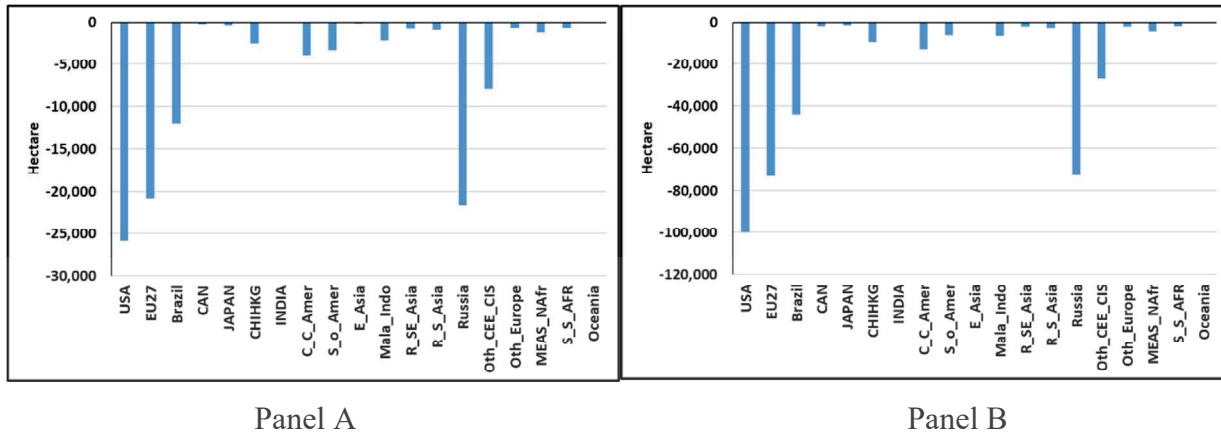 0
-5,000
-10,000
-15,000
-20,000
-25,000
-30,000
Hectare
USA
EU27
Brazil
CAN
JAPAN
CHIHKG
INDIA
C_C_Amer
S_o_Amer
E_Asia
Mala_Indo
R_SE_Asia
R_S_Asia
Russia
Oth_CEE_CIS
Oth_Europe
MEAS_NAfr
S_S_AFR
Oceania
Panel A
0
-20,000
-40,000
-60,000
-80,000
-100,000
-120,000
Hectare
USA
EU27
Brazil
CAN
JAPAN
CHIHKG
INDIA
C_C_Amer
S_o_Amer
E_Asia
Mala_Indo
R_SE_Asia
R_S_Asia
Russia
Oth_CEE_CIS
Oth_Europe
MEAS_NAfr
S_S_AFR
Oceania
Panel B